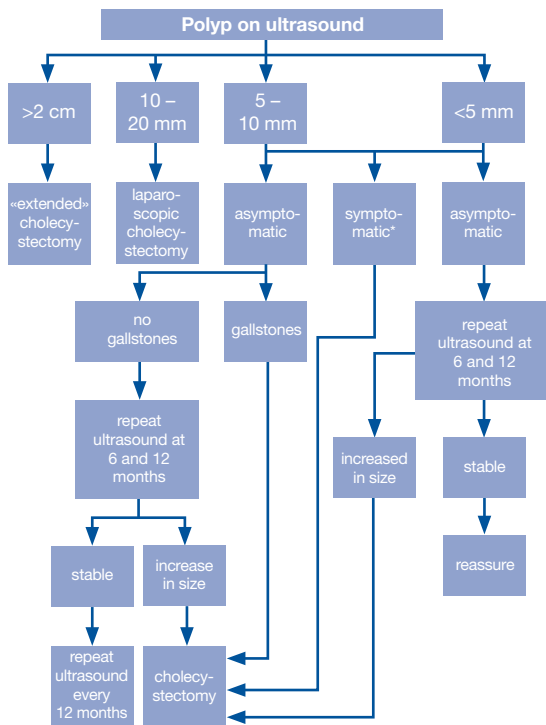 Polyp on ultrasound
>2 cm
10 –
20 mm
5 –
10 mm
<5 mm
«extended»
cholecy-
stectomy
laparo-
scopic
cholecy-
stectomy
asympto-
matic
sympto-
matic*
asympto-
matic
no
gallstones
gallstones
repeat
ultrasound at
6 and 12
months
repeat
ultrasound at
6 and 12
months
increased
in size
stable
stable
increase
in size
reassure
repeat
ultrasound
every
12 months
cholecy-
stectomy